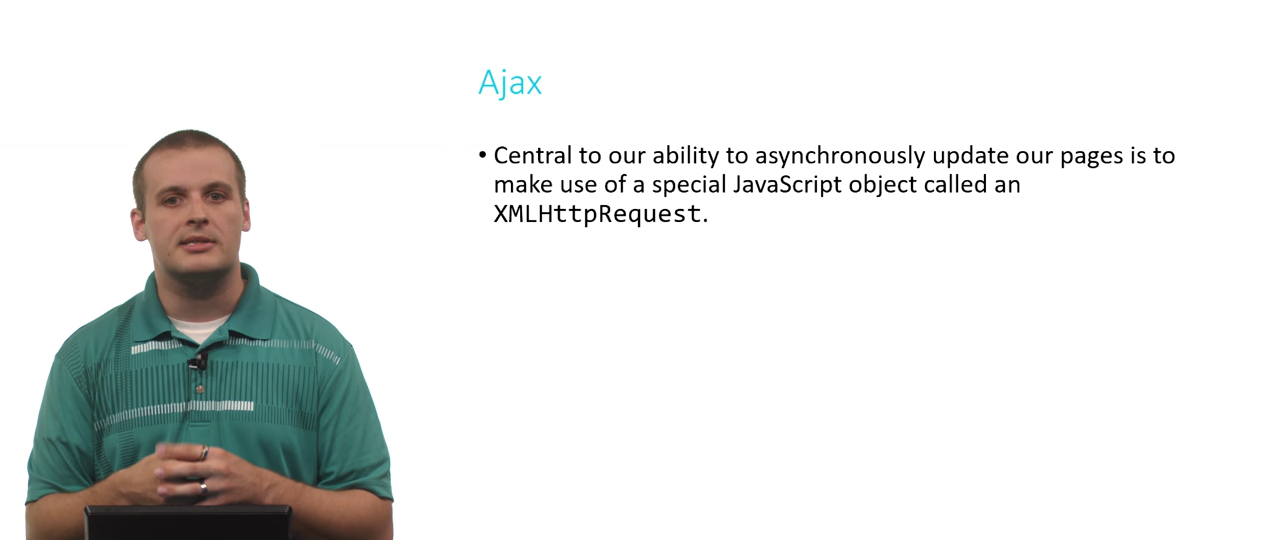 Ajax
• Central to our ability to asynchronously update our pages is to
make use of a special JavaScript object called an
XMLHttpRequest.